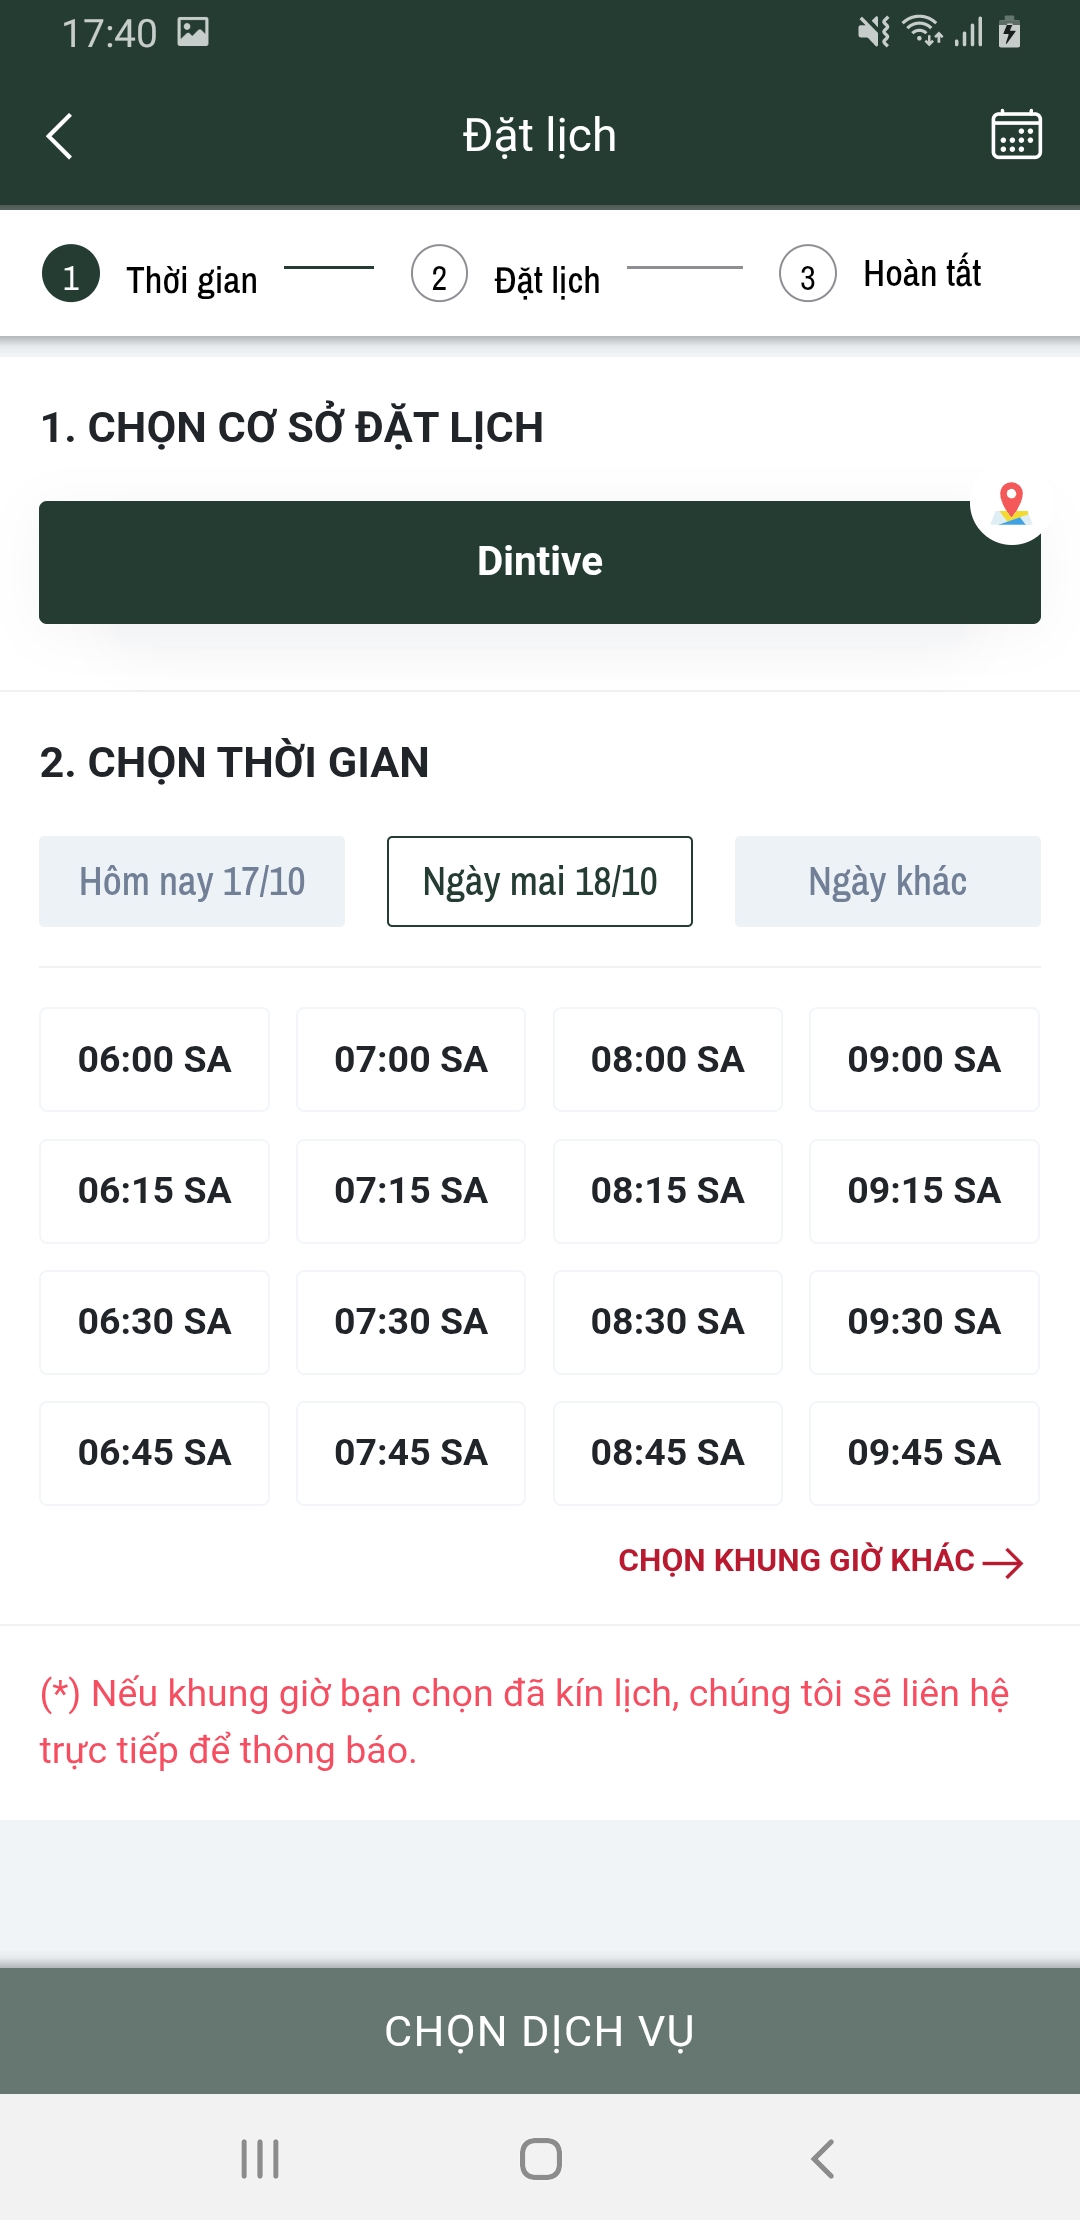 17:40
Đặt lịch
1 Thời gian 2 Đặt lịch 3 Hoàn tất
1. CHỌN CƠ SỞ ĐẶT LỊCH
Dintive
2. CHỌN THỜI GIAN
Hôm nay 17/10 Ngày mai 18/10 Ngày khác
06:00 SA 07:00 SA 08:00 SA 09:00 SA
06:15 SA 07:15 SA 08:15 SA 09:15 SA
06:30 SA 07:30 SA 08:30 SA 09:30 SA
06:45 SA 07:45 SA 08:45 SA 09:45 SA
CHỌN KHUNG GIỜ KHÁC
(*) Nếu khung giờ bạn chọn đã kín lịch, chúng tôi sẽ liên hệ
trực tiếp để thông báo.
CHỌN DỊCH VỤ